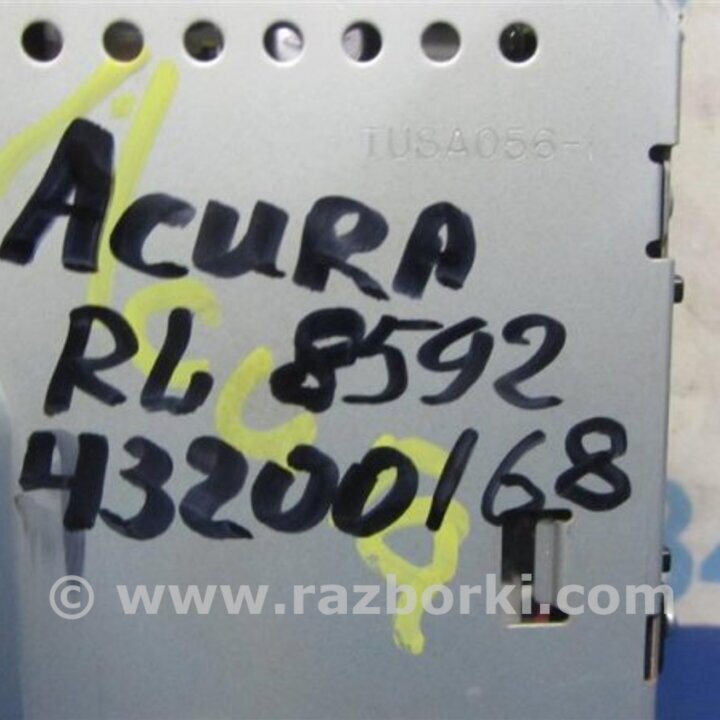 TUSA056-
ACURA
RL 8592
43200168
© www.razborki.com